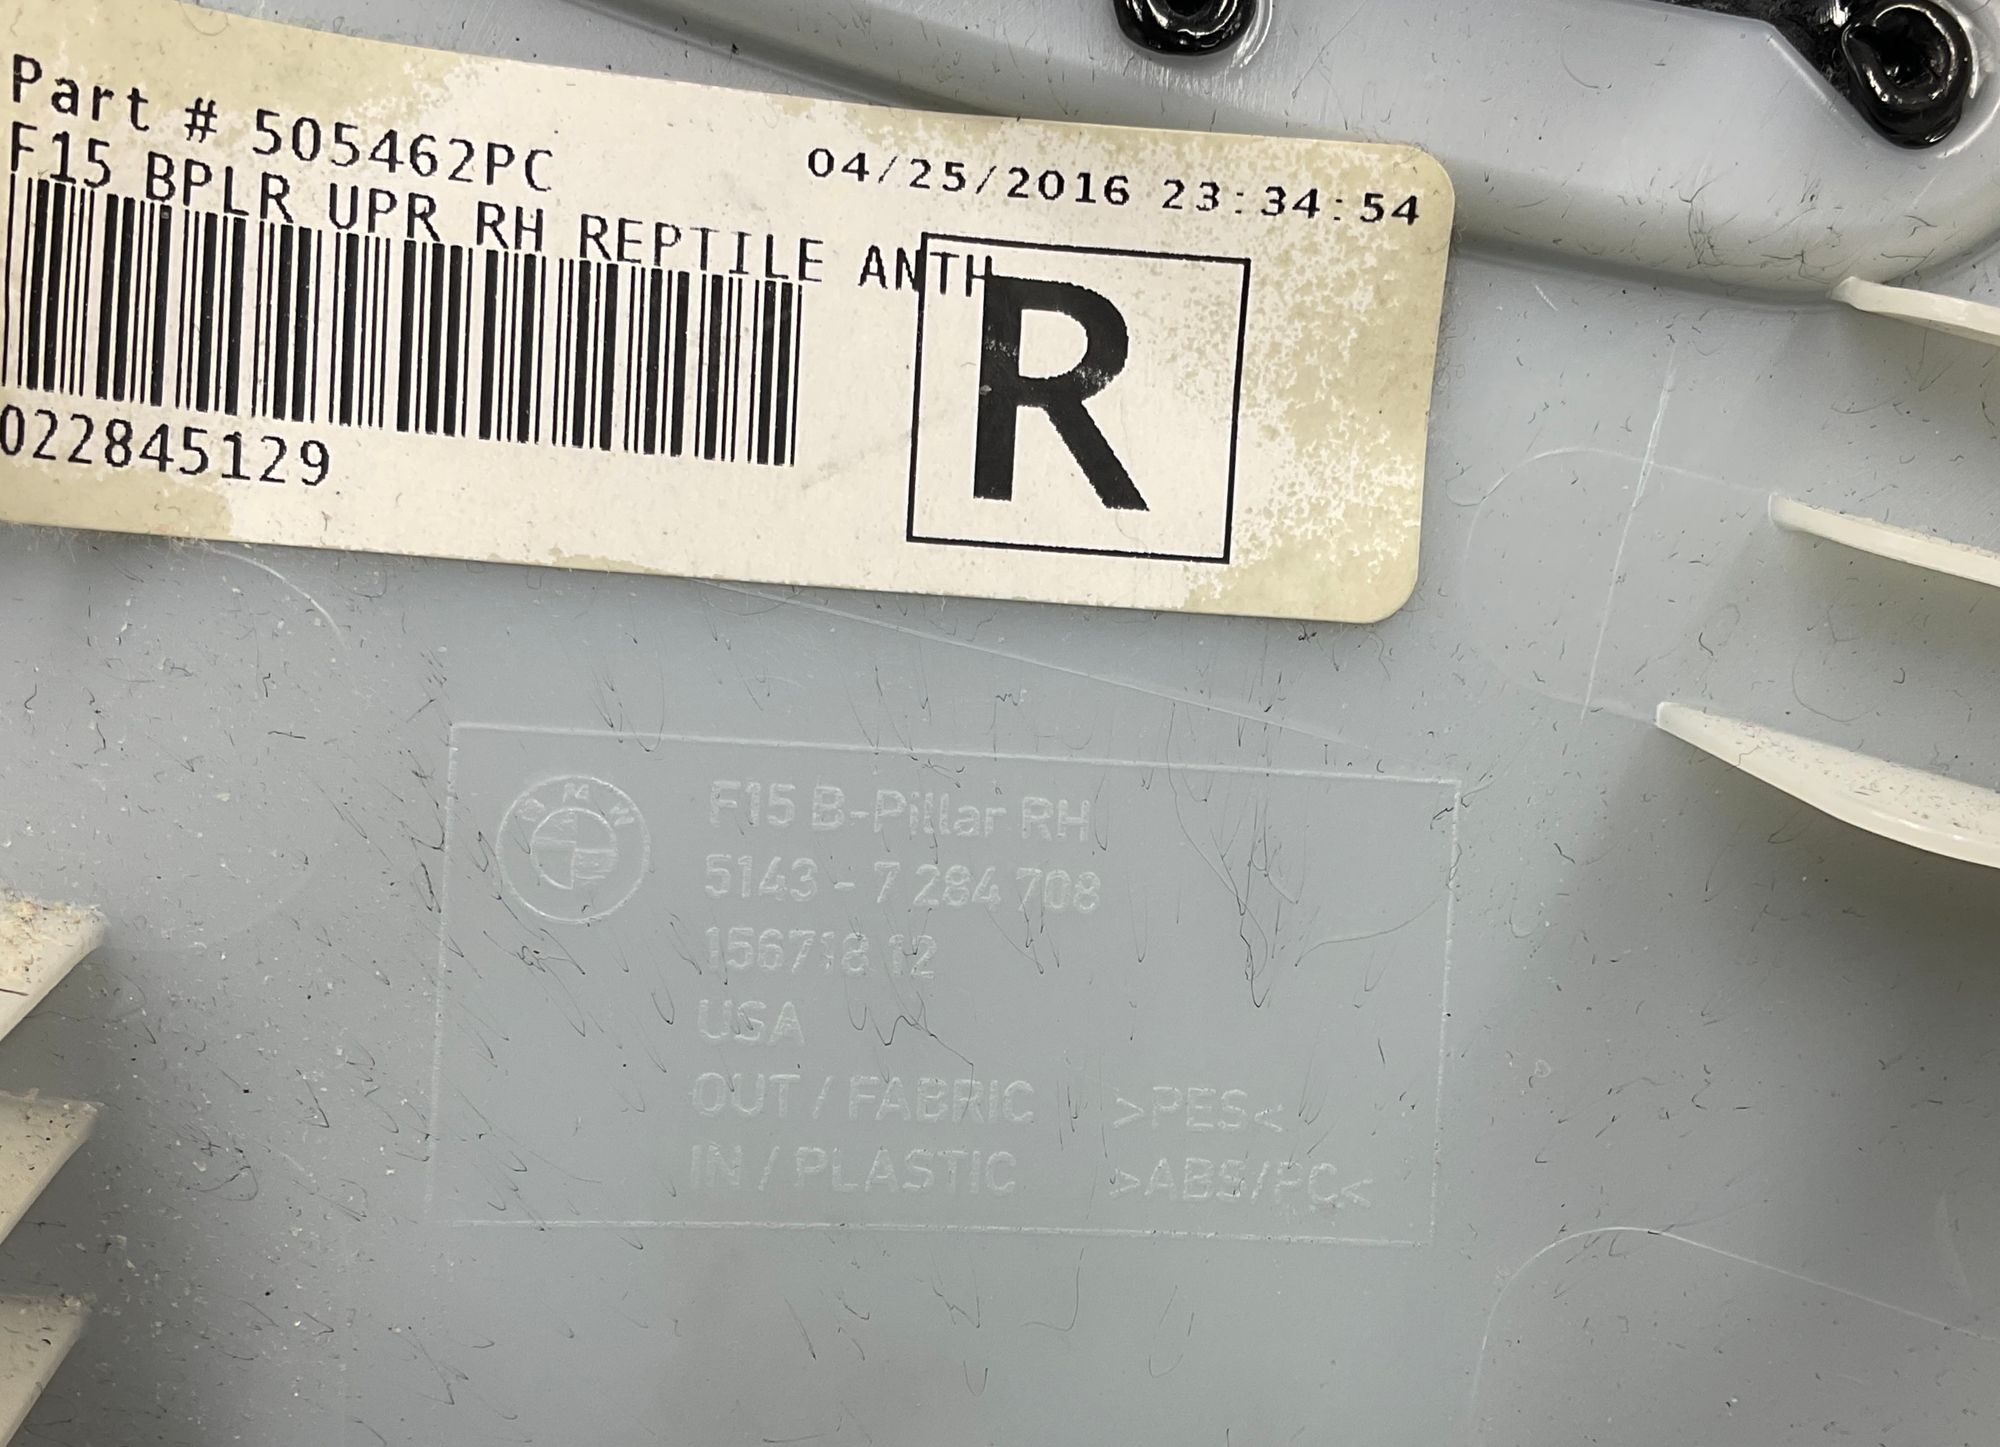 Part # 505462PC
04/25/2016 23:34:54
F15 BPLR UPR RH REPTILE ANTH
R
022845129
BMW
F15 B-Pillar RH
5143 - 7 284 708
156718 12
USA
OUT / FABRIC >PES<
IN / PLASTIC >ABS/PC<